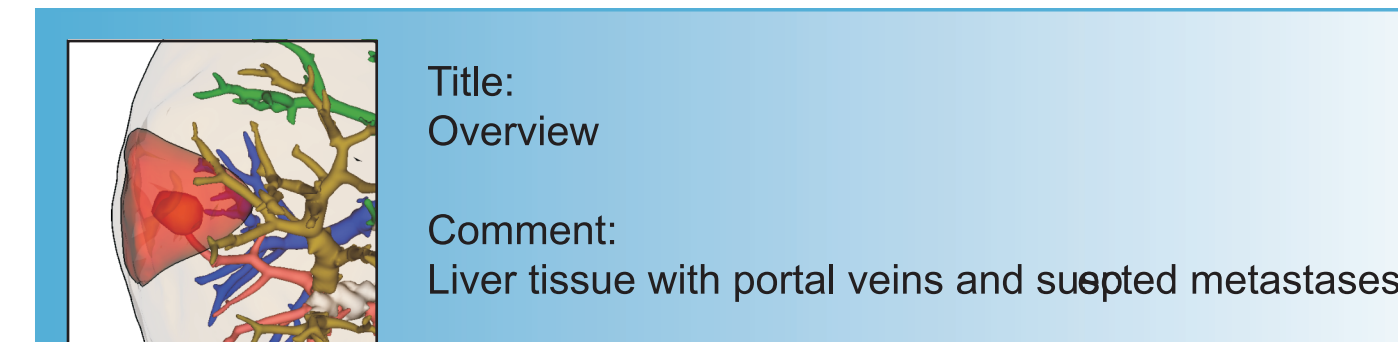 Title:
Overview
Comment:
Liver tissue with portal veins and metastases